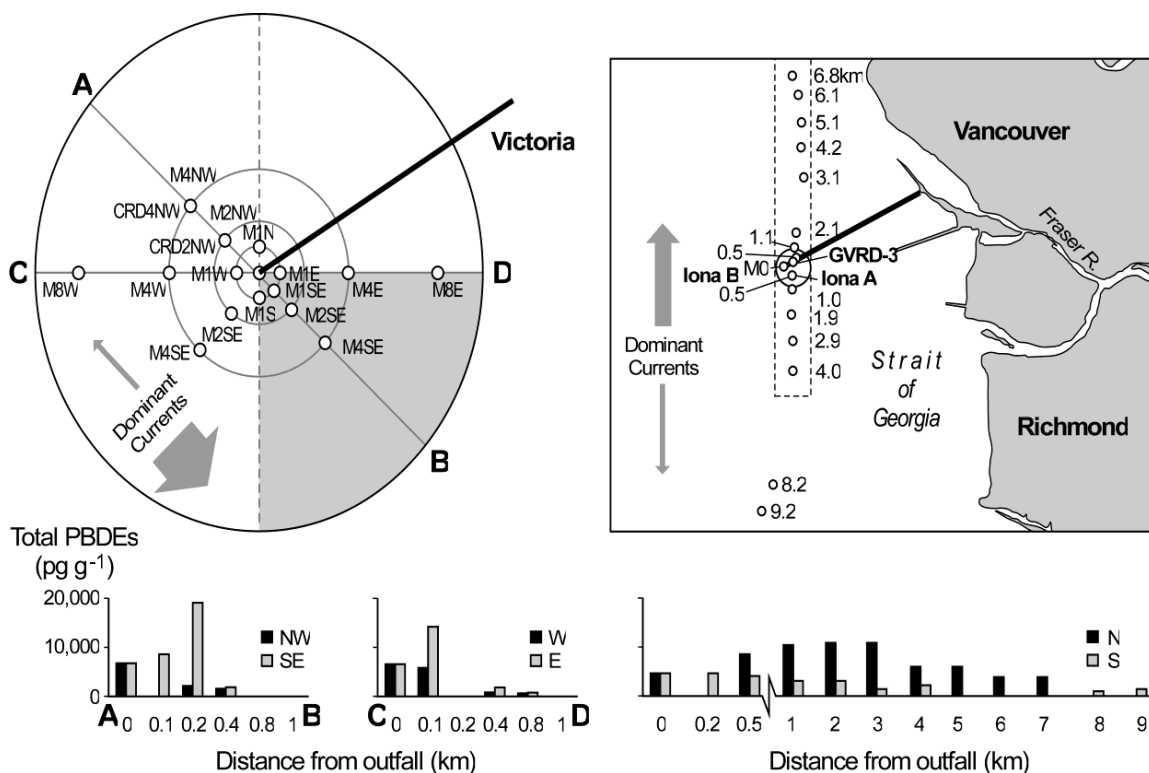 A
Victoria
M4NW
CRD4NW
M2NW
M1N
CRD2NW
C
M1W
M1E
D
M8W
M4W
M1SE
M4E
M8E
M1S
M2SE
M2SE
M4SE
M4SE
Dominant
Currents
B
6.8km
6.1
5.1
Vancouver
4.2
3.1
Fraser R.
2.1
1.1
0.5
GVRD-3
M0
Iona B
Iona A
0.5
1.0
1.9
Dominant
Currents
2.9
Strait
of
Georgia
4.0
Richmond
8.2
9.2
Total PBDEs
(pg g-1)
20,000
10,000
0
NW
SE
A
0 0.1 0.2 0.4 0.8 1
B
Distance from outfall (km)
W
E
C
0 0.1 0.2 0.4 0.8 1
D
N
S
0 0.2 0.5 1 2 3 4 5 6 7 8 9
Distance from outfall (km)